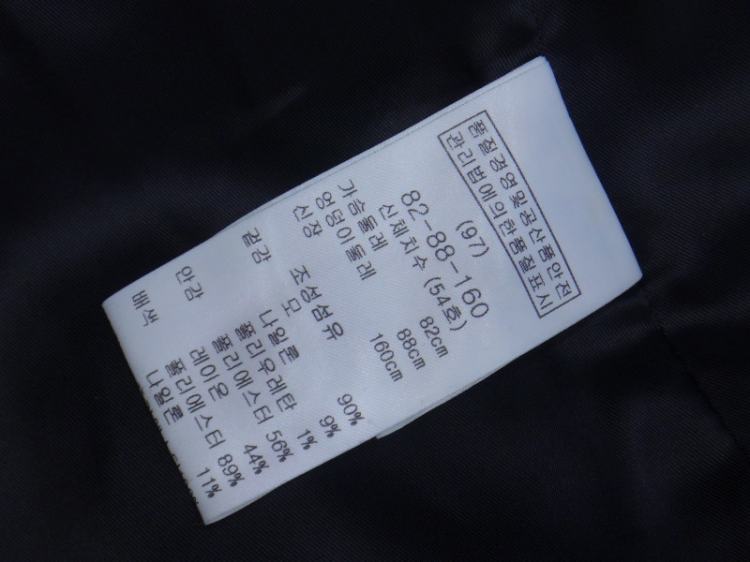 품질경영및공산품안전
관리법에의한품질표시
(97)
82-88-160
신체치수 (54호)
가슴둘레 82cm
엉덩이둘레 88cm
신장 160cm
조성섬유
겉감 모 90%
나일론 9%
폴리우레탄 1%
안감 폴리에스터 56%
레이온 44%
배색 폴리에스터 89%
나일론 11%